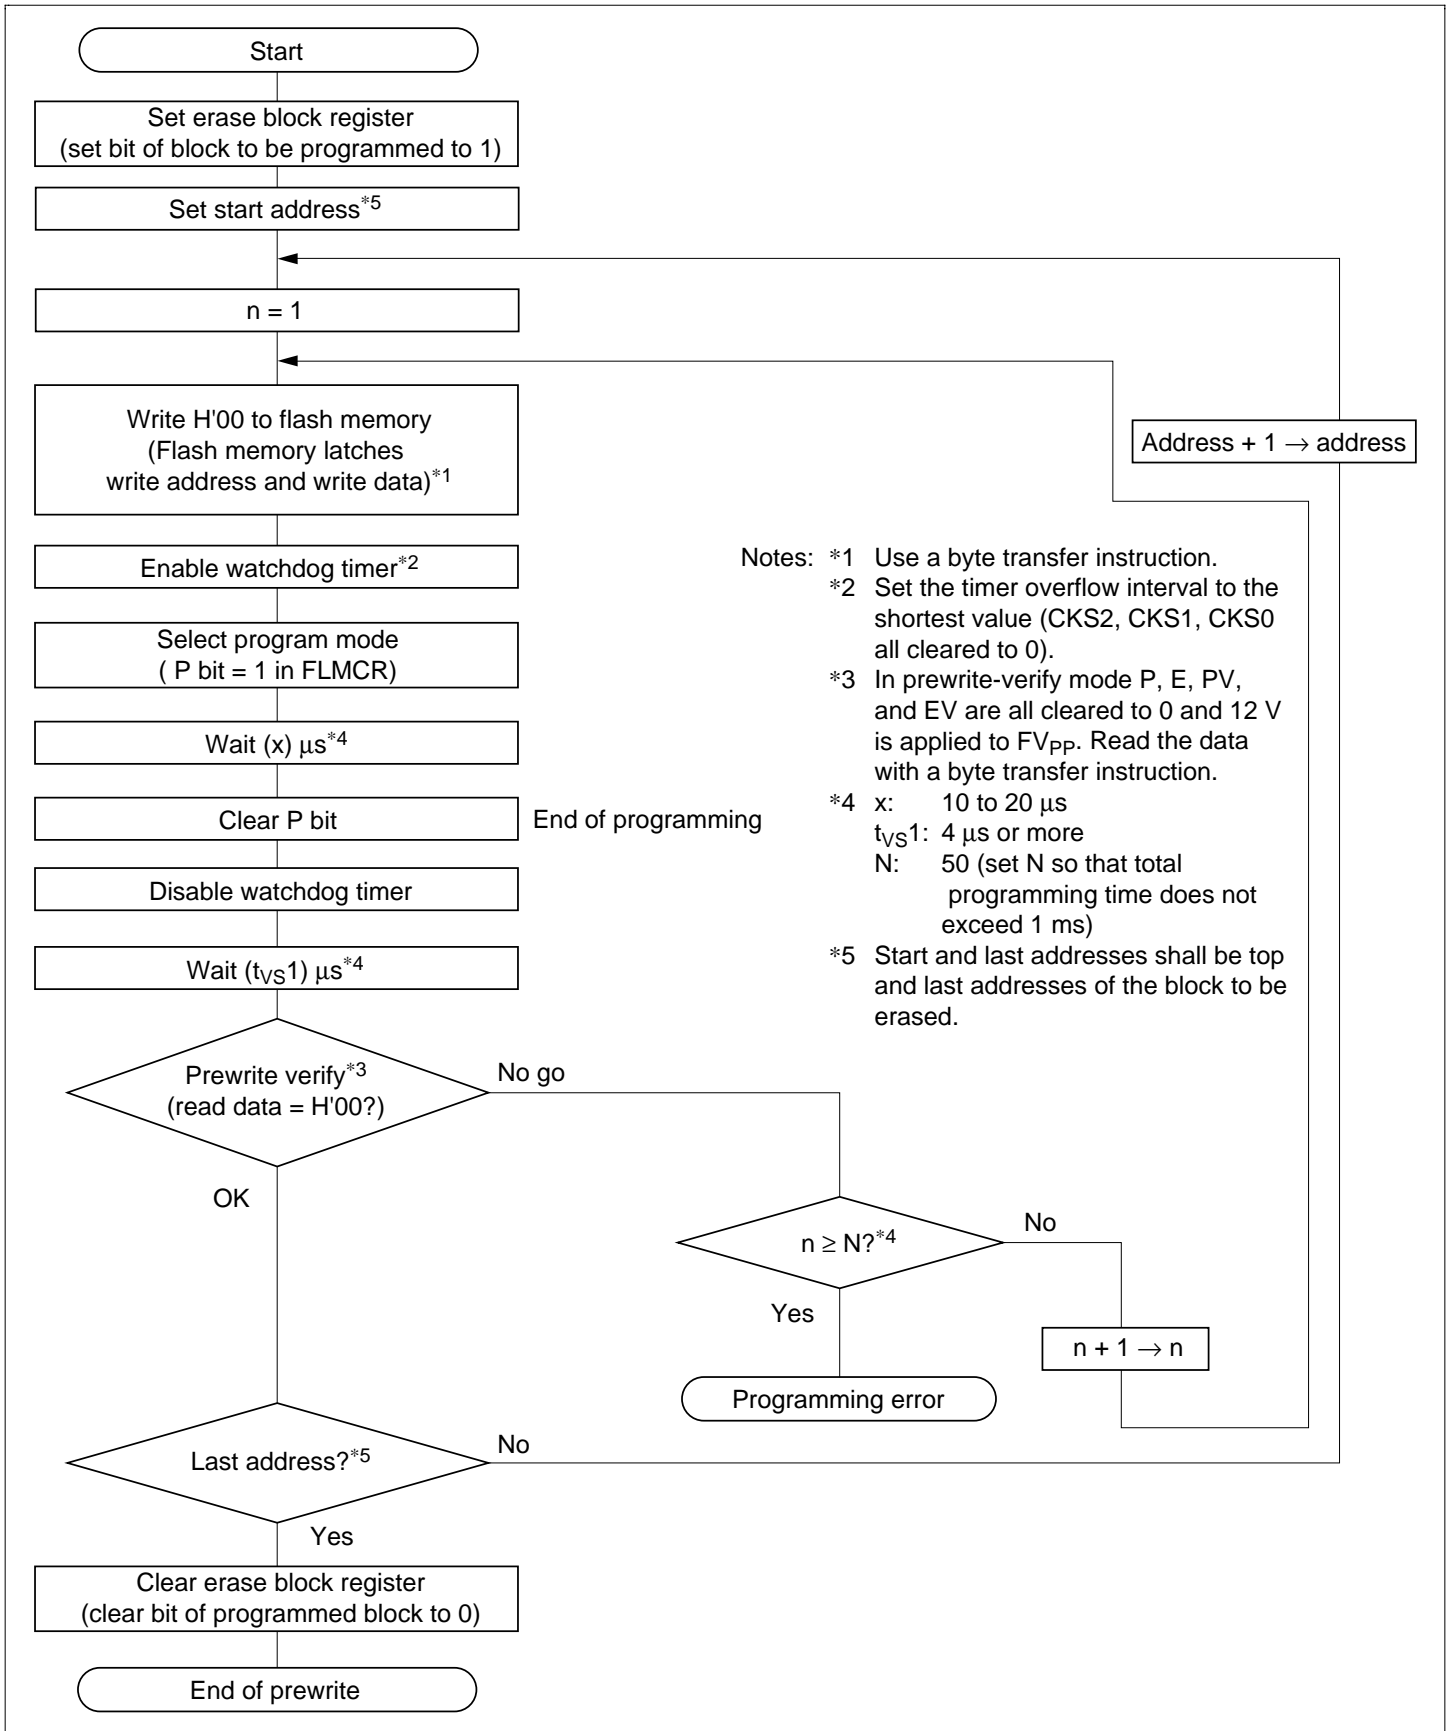 Start
Set erase block register
(set bit of block to be programmed to 1)
Set start address*5
n = 1
Write H'00 to flash memory
(Flash memory latches
write address and write data)*1
Address + 1 → address
Enable watchdog timer*2
Select program mode
( P bit = 1 in FLMCR)
Wait (x) μs*4
Clear P bit
End of programming
Disable watchdog timer
Wait (tVS1) μs*4
Notes: *1 Use a byte transfer instruction.
*2 Set the timer overflow interval to the
shortest value (CKS2, CKS1, CKS0
all cleared to 0).
*3 In prewrite-verify mode P, E, PV,
and EV are all cleared to 0 and 12 V
is applied to FVPP. Read the data
with a byte transfer instruction.
*4 x: 10 to 20 μs
tVS1: 4 μs or more
N: 50 (set N so that total
programming time does not
exceed 1 ms)
*5 Start and last addresses shall be top
and last addresses of the block to be
erased.
Prewrite verify*3
(read data = H'00?)
No go
OK
n ≥ N?*4
No
Yes
n + 1 → n
Programming error
Last address?*5
No
Yes
Clear erase block register
(clear bit of programmed block to 0)
End of prewrite